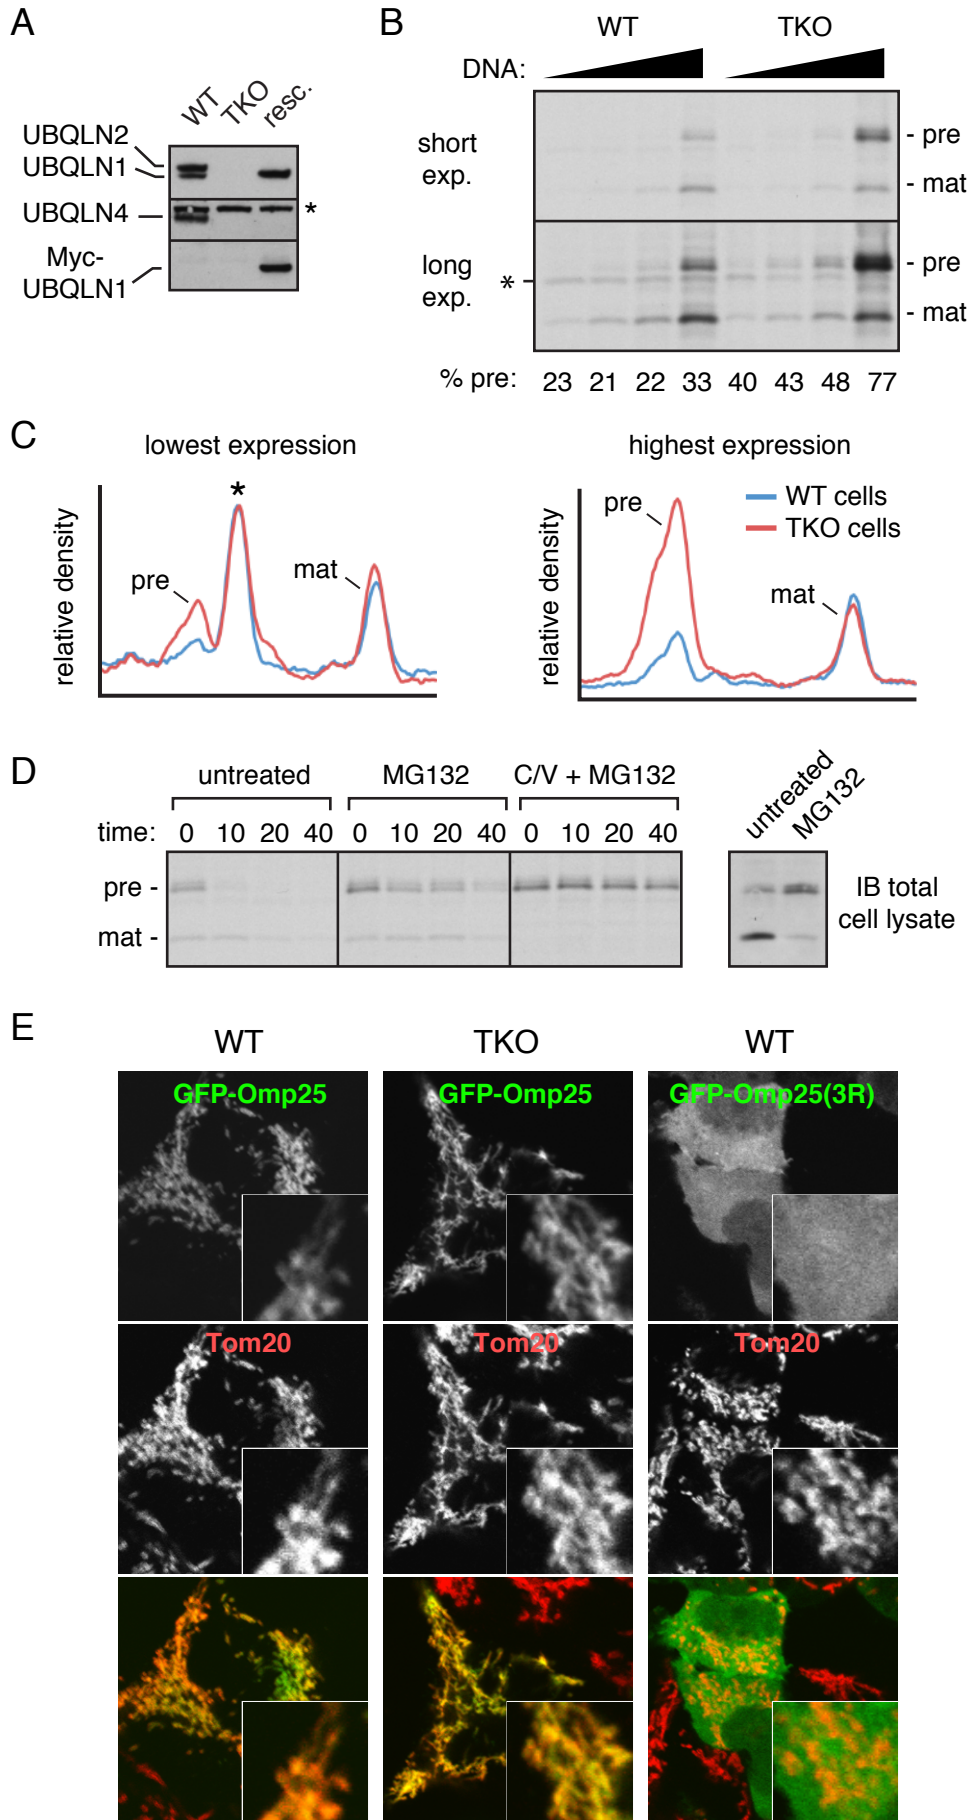 A
WT TKO resc.
UBQLN2
UBQLN1
UBQLN4
*
Myc-
UBQLN1
B
WT TKO
DNA:
short
exp.
- pre
- mat
long
exp.
*
- pre
- mat
% pre: 23 21 22 33 40 43 48 77
C
lowest expression
highest expression
relative density
pre
*
mat
relative density
pre
mat
WT cells
TKO cells
D
untreated MG132 C/V + MG132
untreated
MG132
time: 0 10 20 40 0 10 20 40 0 10 20 40
pre -
mat -
IB total
cell lysate
E
WT TKO WT
GFP-Omp25 GFP-Omp25 GFP-Omp25(3R)
Tom20 Tom20 Tom20